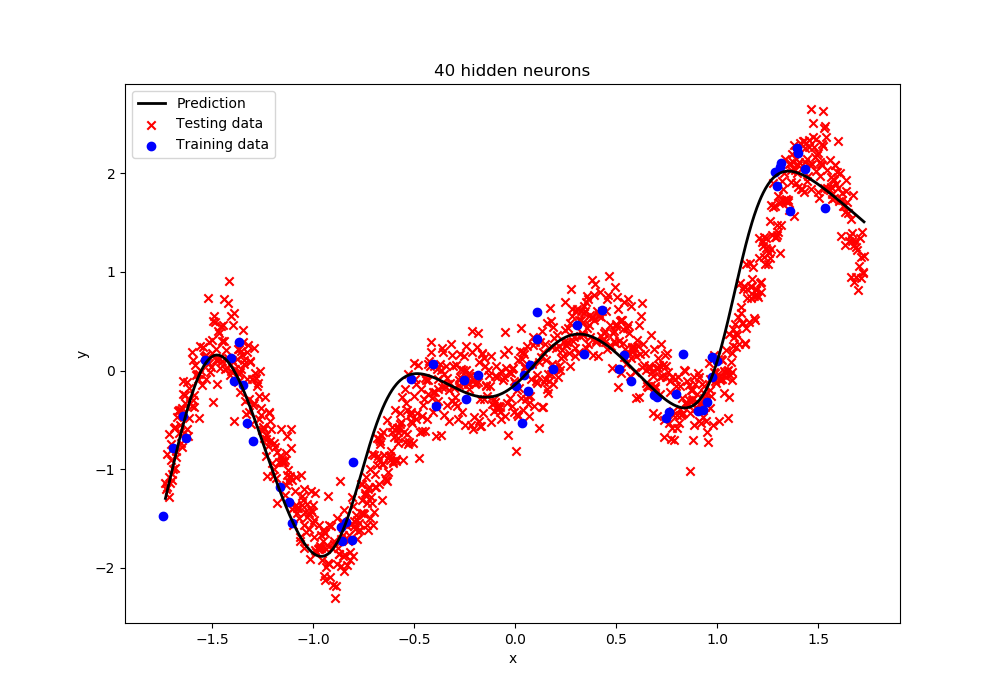 40 hidden neurons
Prediction
Testing data
Training data
y
2
1
0
−1
−2
−1.5 −1.0 −0.5 0.0 0.5 1.0 1.5
x